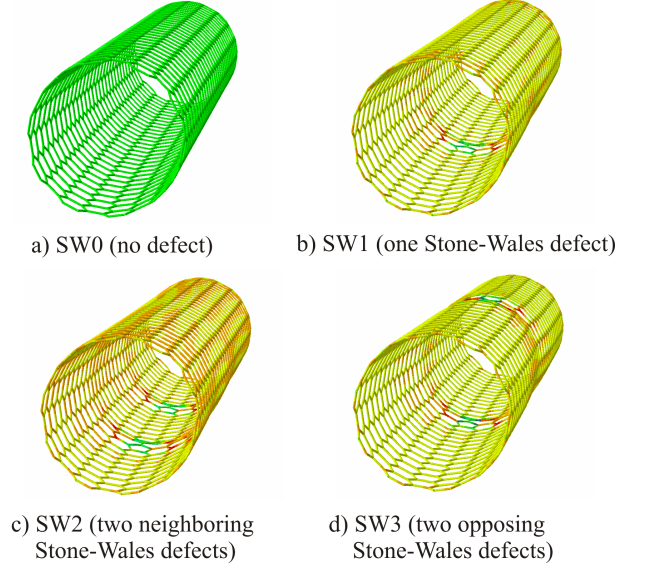 a) SW0 (no defect)
b) SW1 (one Stone-Wales defect)
c) SW2 (two neighboring
Stone-Wales defects)
d) SW3 (two opposing
Stone-Wales defects)